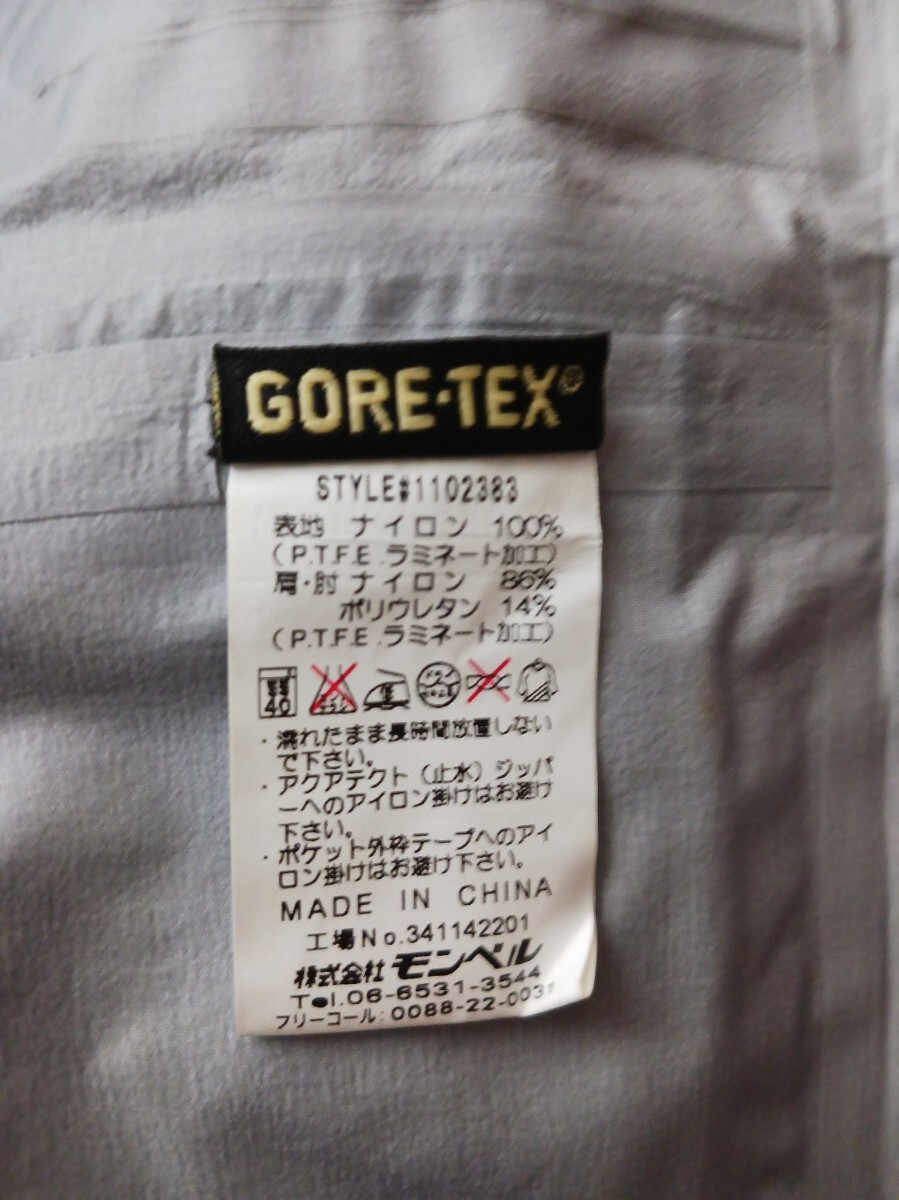 GORE-TEX®
STYLE#1102383
表地 ナイロン 100%
(P.T.F.E.ラミネート加工)
肩・肘 ナイロン 86%
ポリウレタン 14%
(P.T.F.E.ラミネート加工)
40
・濡れたまま長時間放置しない
で下さい。
・アクアテクト(止水)ジッパ
ーへのアイロン掛けはお避け
下さい。
・ポケット外枠テープへのアイ
ロン掛けはお避け下さい。
MADE IN CHINA
工場No.341142201
株式会社 モンベル
Tel.06-6531-3544
フリーコール:0088-22-0031